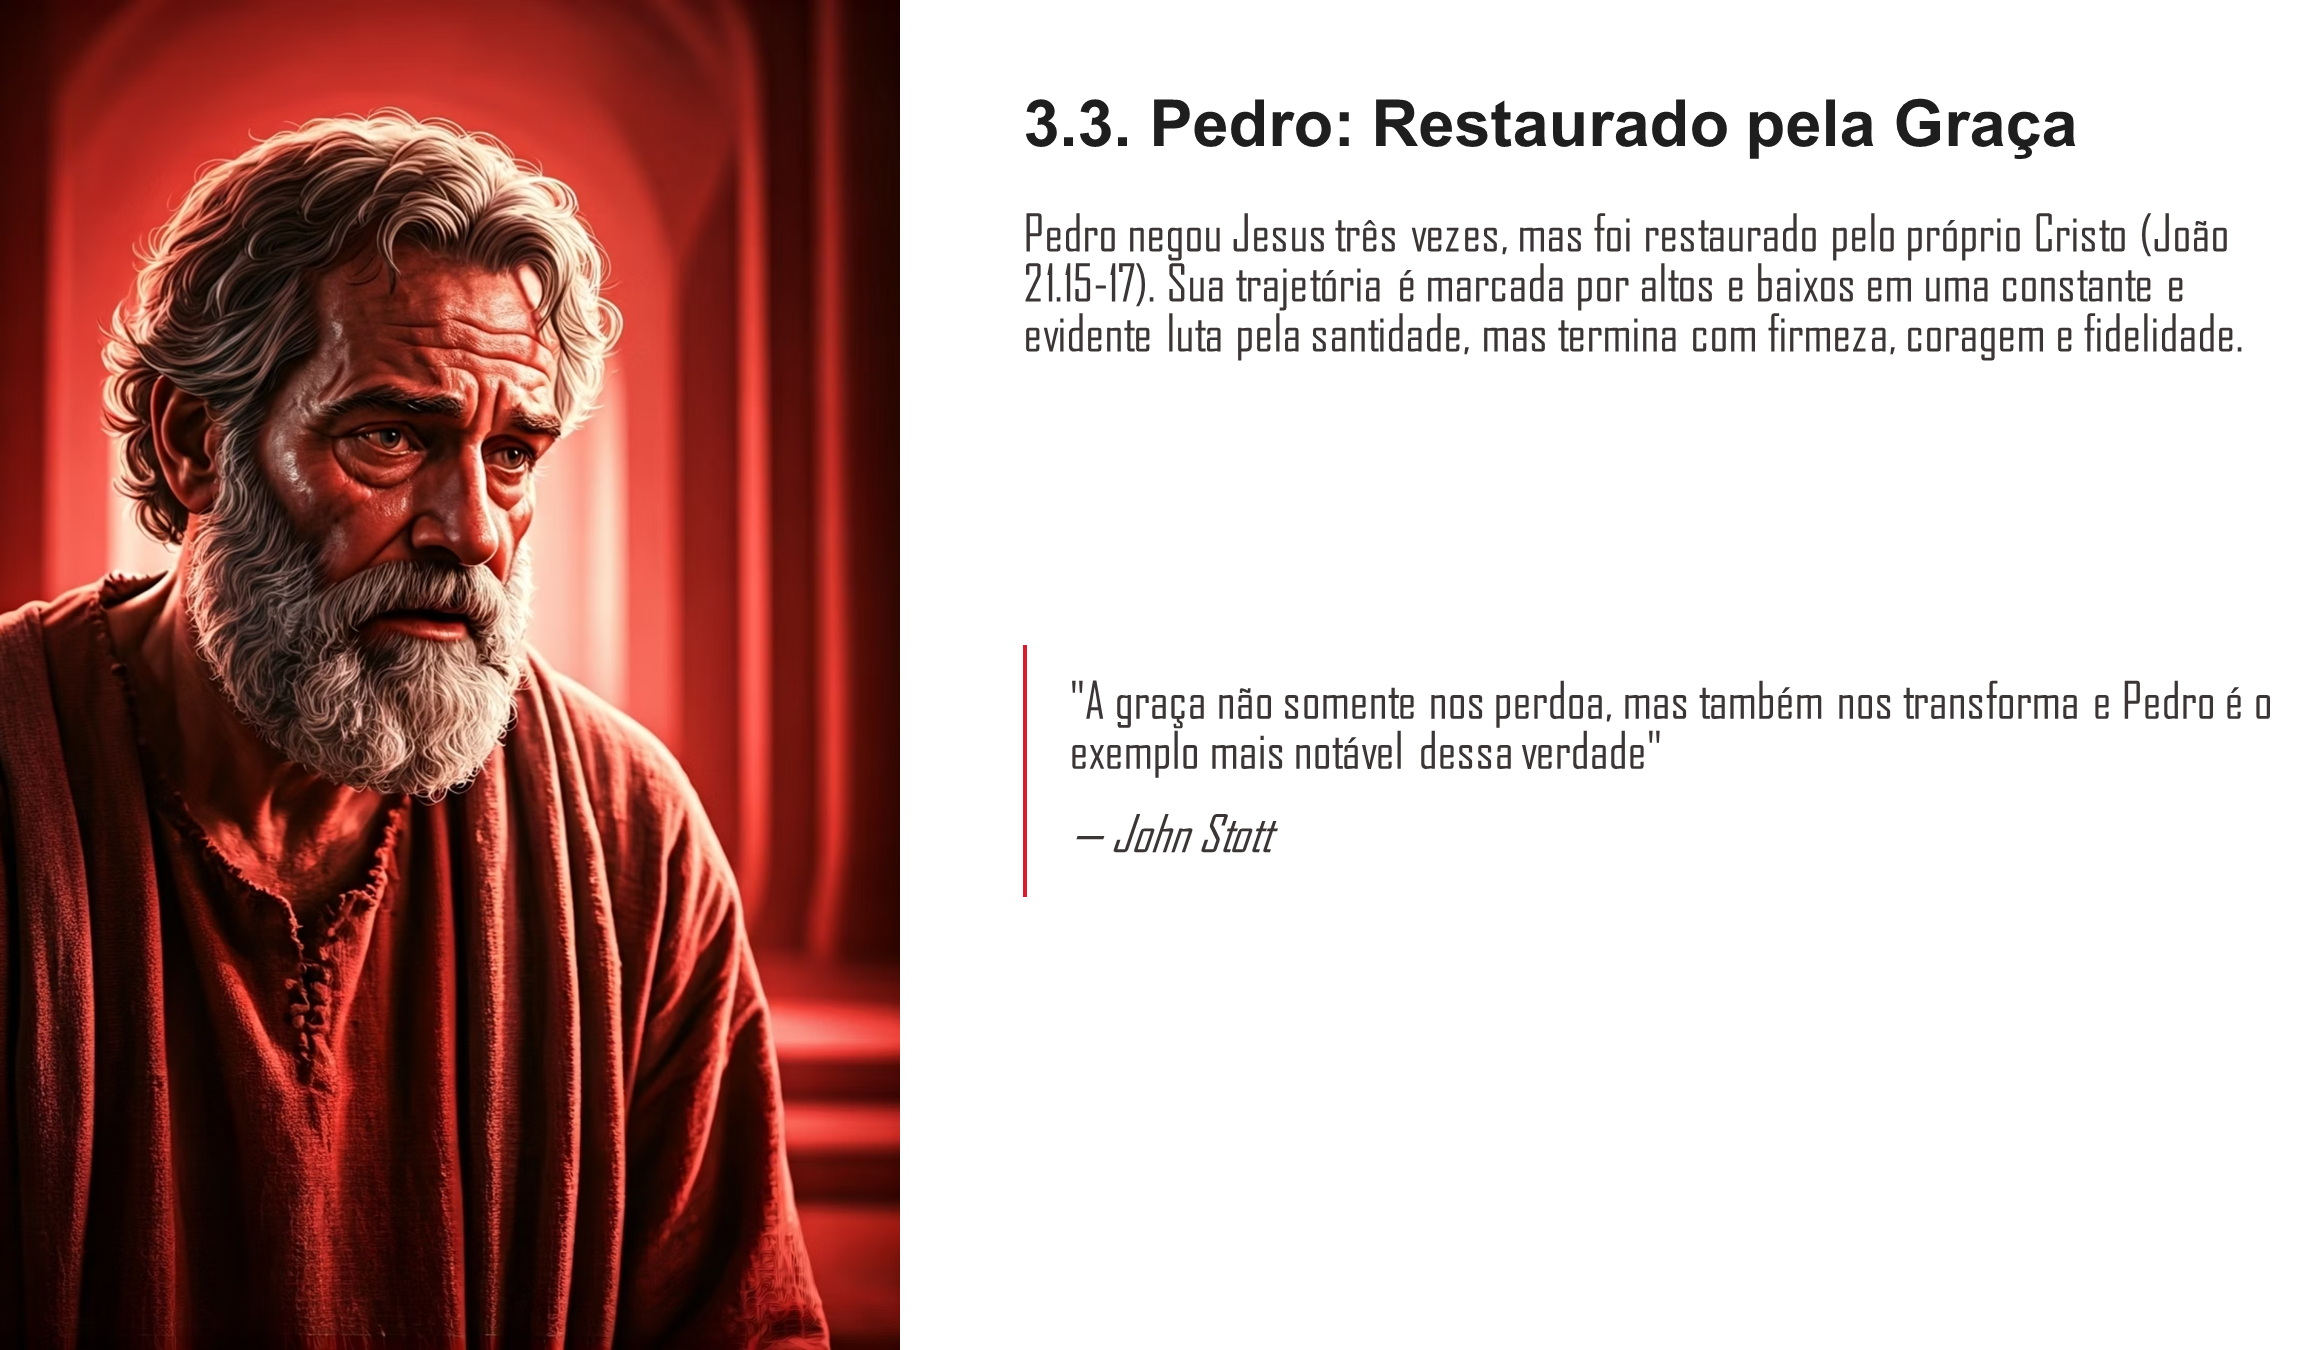 3.3. Pedro: Restaurado pela Graça
Pedro negou Jesus três vezes, mas foi restaurado pelo próprio Cristo (João
21.15-17). Sua trajetória é marcada por altos e baixos em uma constante e
evidente luta pela santidade, mas termina com firmeza, coragem e fidelidade.
"A graça não somente nos perdoa, mas também nos transforma e Pedro é o
exemplo mais notável dessa verdade"
— John Stott